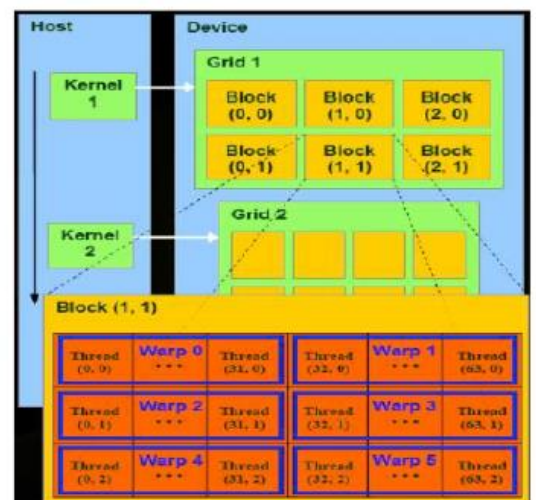 Host
Device
Grid 1
Kernel
1
Block
(0, 0)
Block
(1, 0)
Block
(2, 0)
Block
(0, 1)
Block
(1, 1)
Block
(2, 1)
Grid 2
Kernel
2
Block (1, 1)
Thread
(0, 0)
Warp 0
•••
Thread
(31, 0)
Thread
(32, 0)
Warp 1
•••
Thread
(63, 0)
Thread
(0, 1)
Warp 2
•••
Thread
(31, 1)
Thread
(32, 1)
Warp 3
•••
Thread
(63, 1)
Thread
(0, 2)
Warp 4
•••
Thread
(31, 2)
Thread
(32, 2)
Warp 5
•••
Thread
(63, 2)